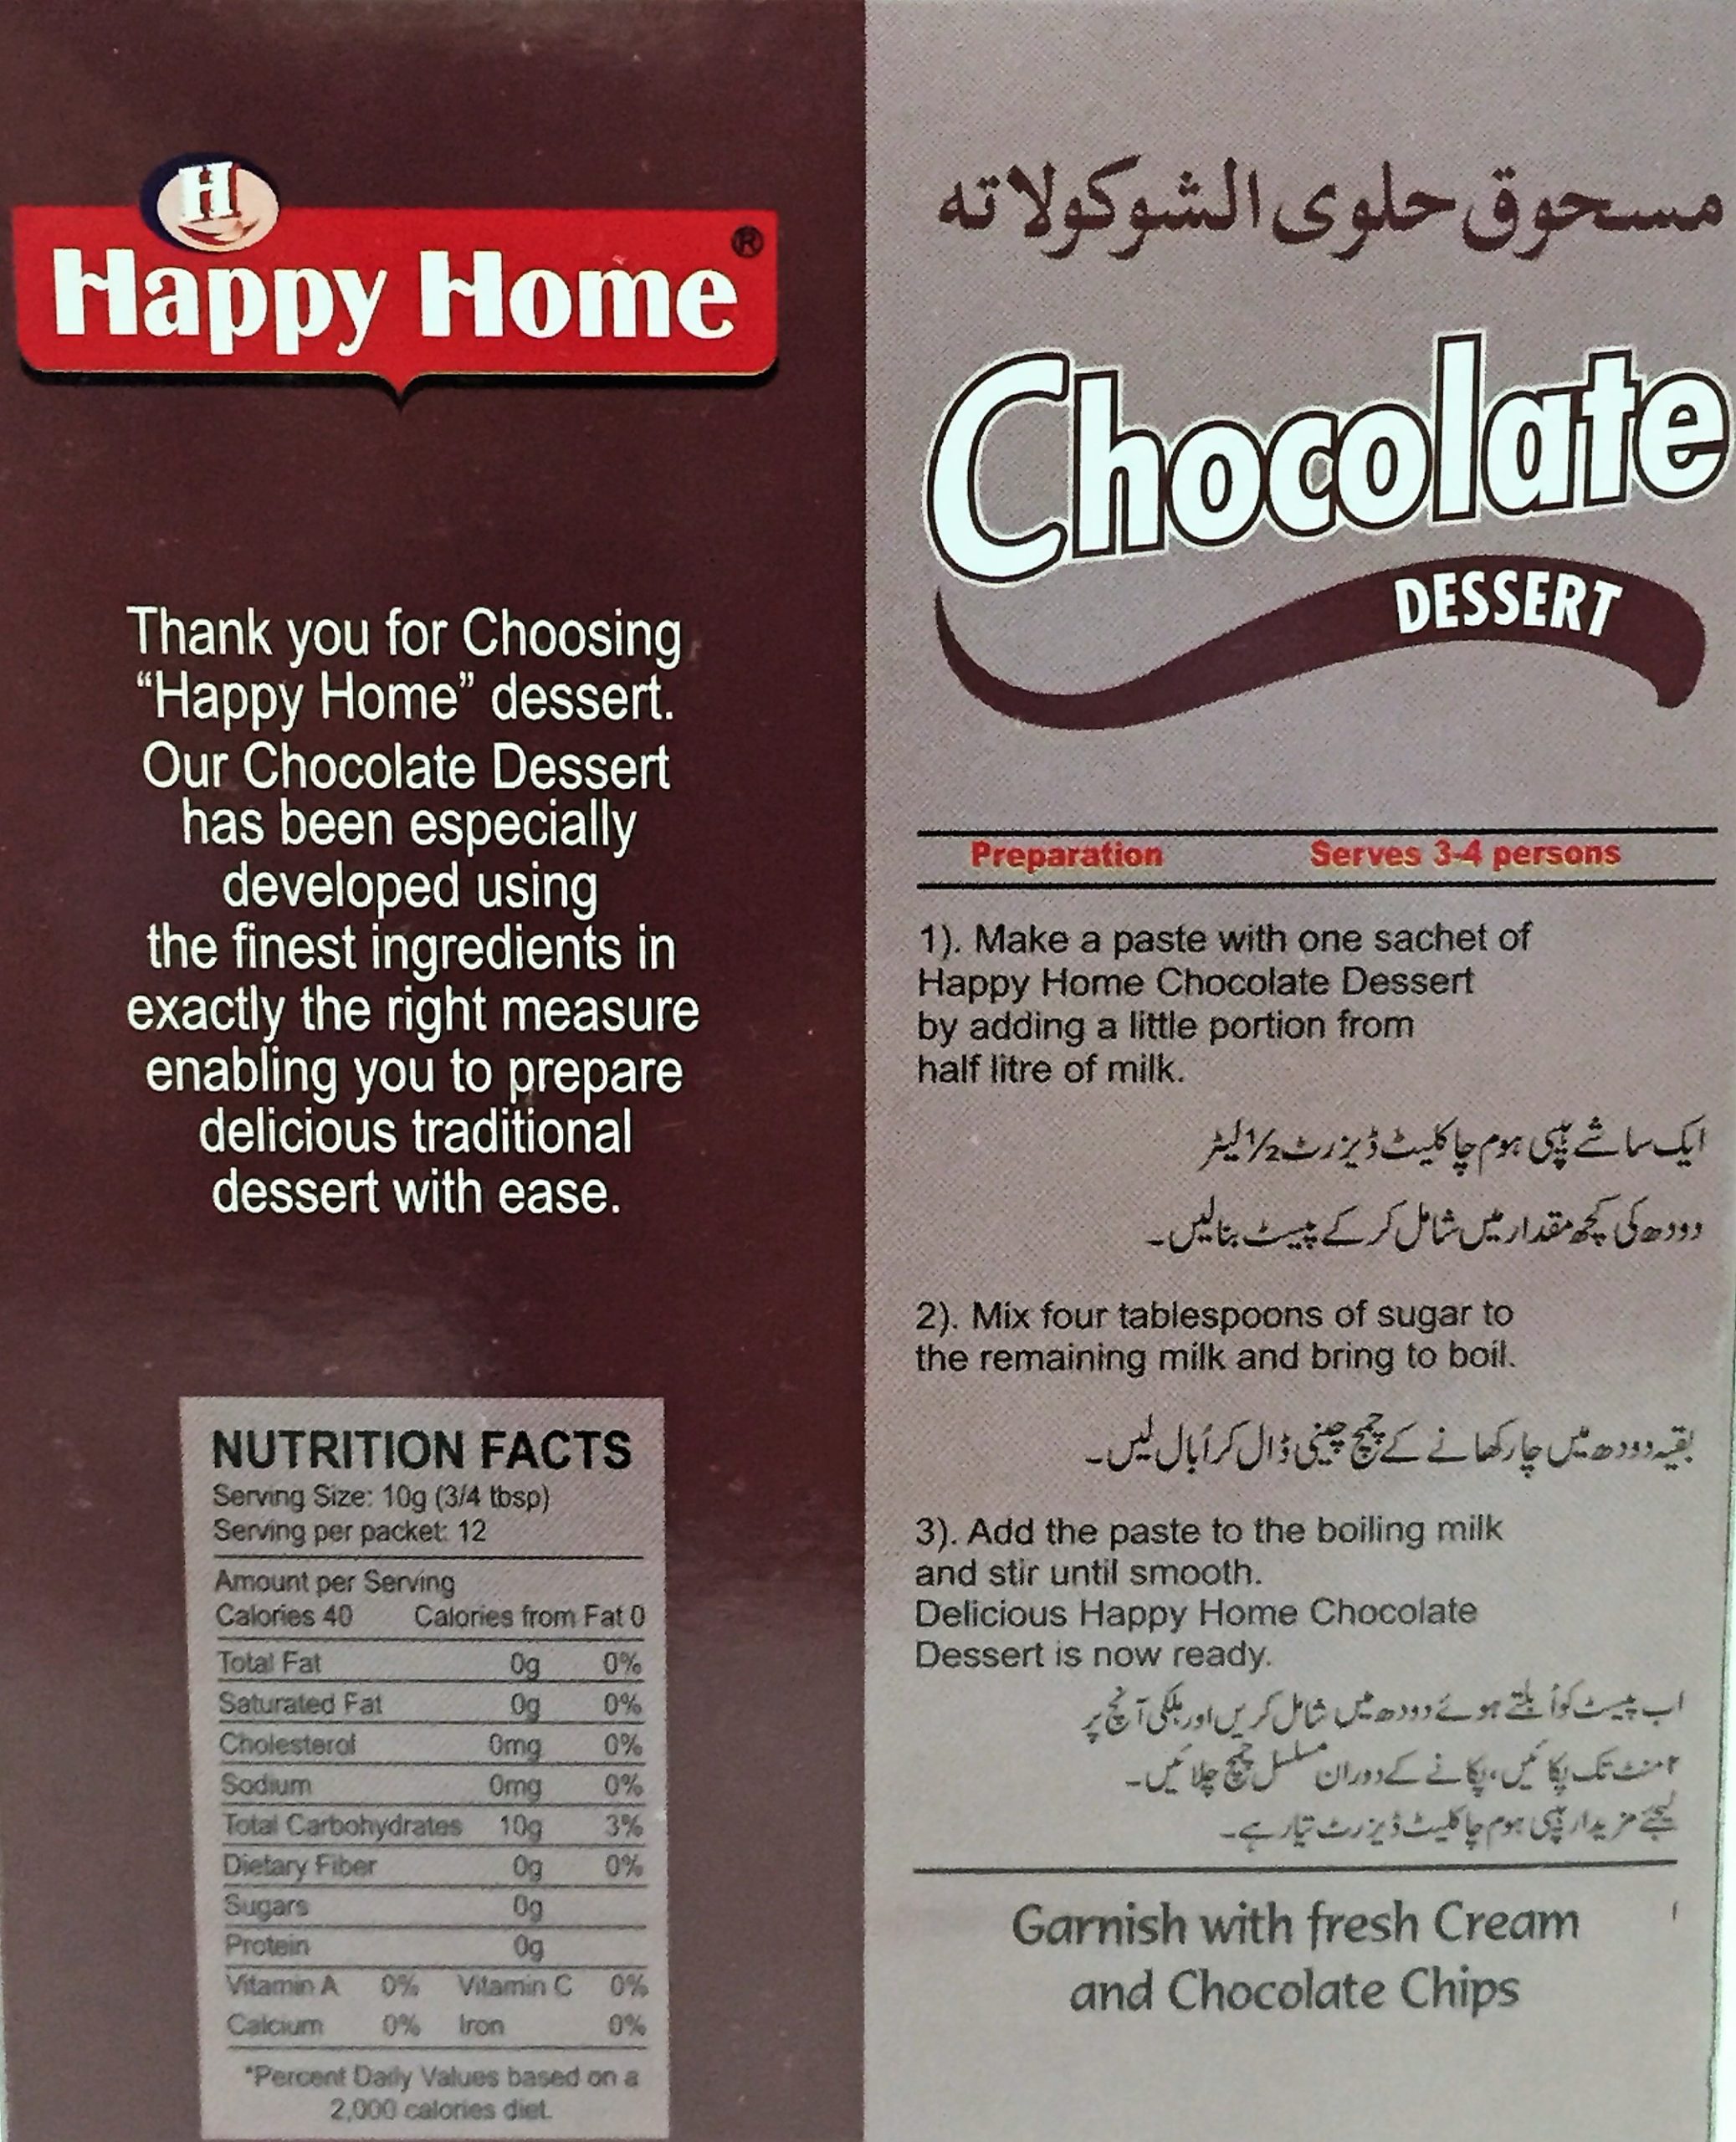 H
Happy Home®
Thank you for Choosing
“Happy Home” dessert.
Our Chocolate Dessert
has been especially
developed using
the finest ingredients in
exactly the right measure
enabling you to prepare
delicious traditional
dessert with ease.
NUTRITION FACTS
Serving Size: 10g (3/4 tbsp)
Serving per packet: 12
Amount per Serving
Calories 40 Calories from Fat 0
Total Fat 0g 0%
Saturated Fat 0g 0%
Cholesterol 0mg 0%
Sodium 0mg 0%
Total Carbohydrates 10g 3%
Dietary Fiber 0g 0%
Sugars 0g
Protein 0g
Vitamin A 0% Vitamin C 0%
Calcium 0% Iron 0%
*Percent Daily Values based on a
2,000 calories diet.
مسحوق حلوى الشوكولاته
Chocolate
DESSERT
Preparation Serves 3-4 persons
1). Make a paste with one sachet of
Happy Home Chocolate Dessert
by adding a little portion from
half litre of milk.
ایک ساشے ہیپی ہوم چاکلیٹ ڈیزرٹ 1/2 لیٹر
دودھ کی کچھ مقدار میں شامل کر کے پیسٹ بنالیں۔
2). Mix four tablespoons of sugar to
the remaining milk and bring to boil.
بقیہ دودھ میں چار کھانے کے چمچ چینی ڈال کر اُبال لیں۔
3). Add the paste to the boiling milk
and stir until smooth.
Delicious Happy Home Chocolate
Dessert is now ready.
اب پیسٹ کو اُبلتے ہوئے دودھ میں شامل کریں اور ہلکی آنچ پر
۲ منٹ تک پکائیں، پکانے کے دوران مسلسل چمچ چلائیں۔
لیجئے مزیدار ہیپی ہوم چاکلیٹ ڈیزرٹ تیار ہے۔
Garnish with fresh Cream
and Chocolate Chips